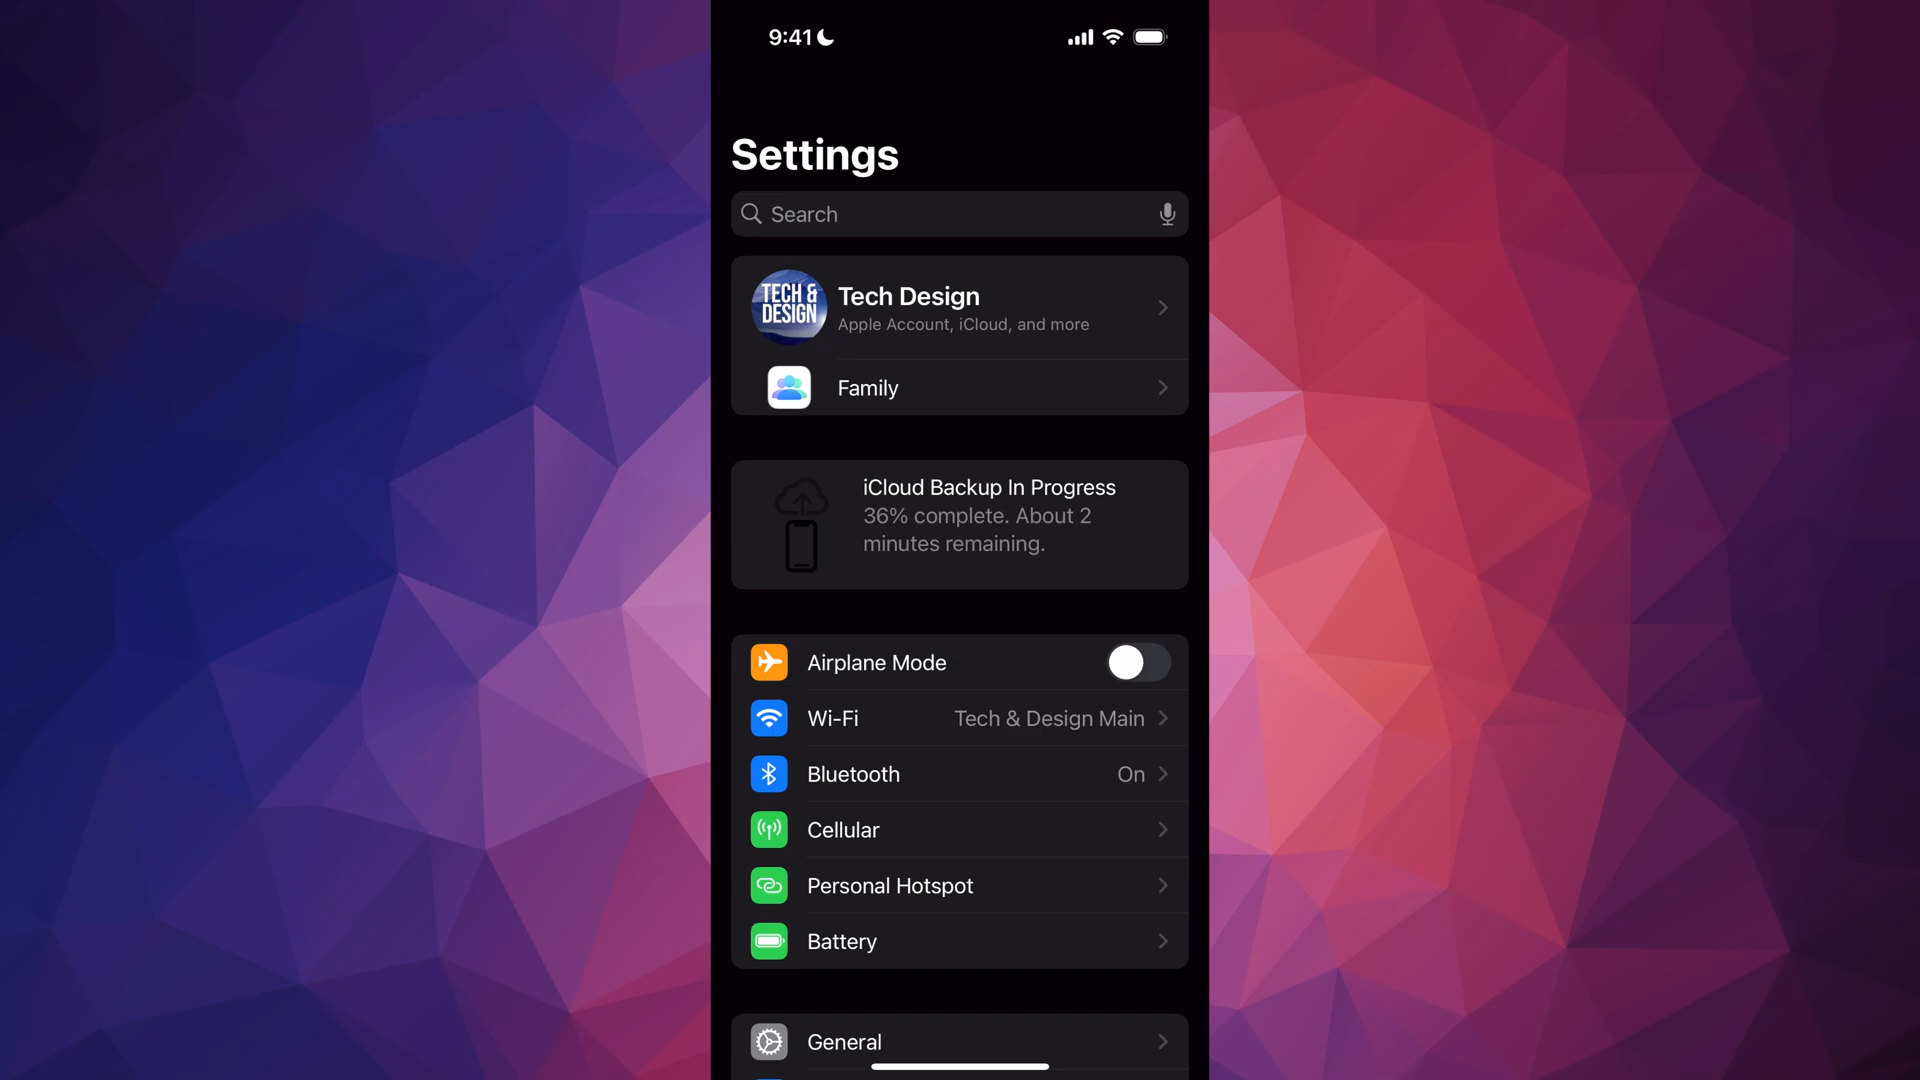 9:41
Settings
Search
TECH &
DESIGN
Tech Design
Apple Account, iCloud, and more
Family
iCloud Backup In Progress
36% complete. About 2
minutes remaining.
Airplane Mode
Wi-Fi Tech & Design Main
Bluetooth On
Cellular
Personal Hotspot
Battery
General